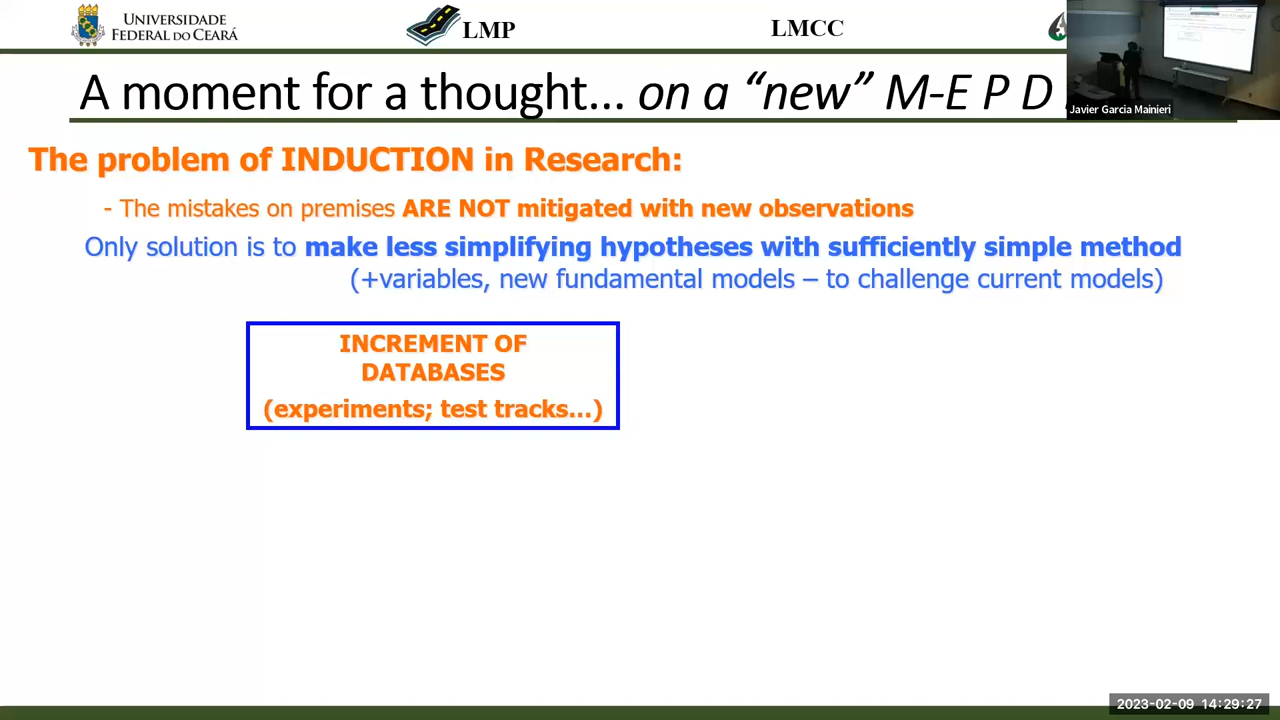 UNIVERSIDADE
FEDERAL DO CEARÁ
LMP
LMCC
A moment for a thought... on a “new” M-E P D
Javier Garcia Mainieri
The problem of INDUCTION in Research:
- The mistakes on premises ARE NOT mitigated with new observations
Only solution is to make less simplifying hypotheses with sufficiently simple method
(+variables, new fundamental models – to challenge current models)
INCREMENT OF
DATABASES
(experiments; test tracks...)
2023-02-09 14:29:27